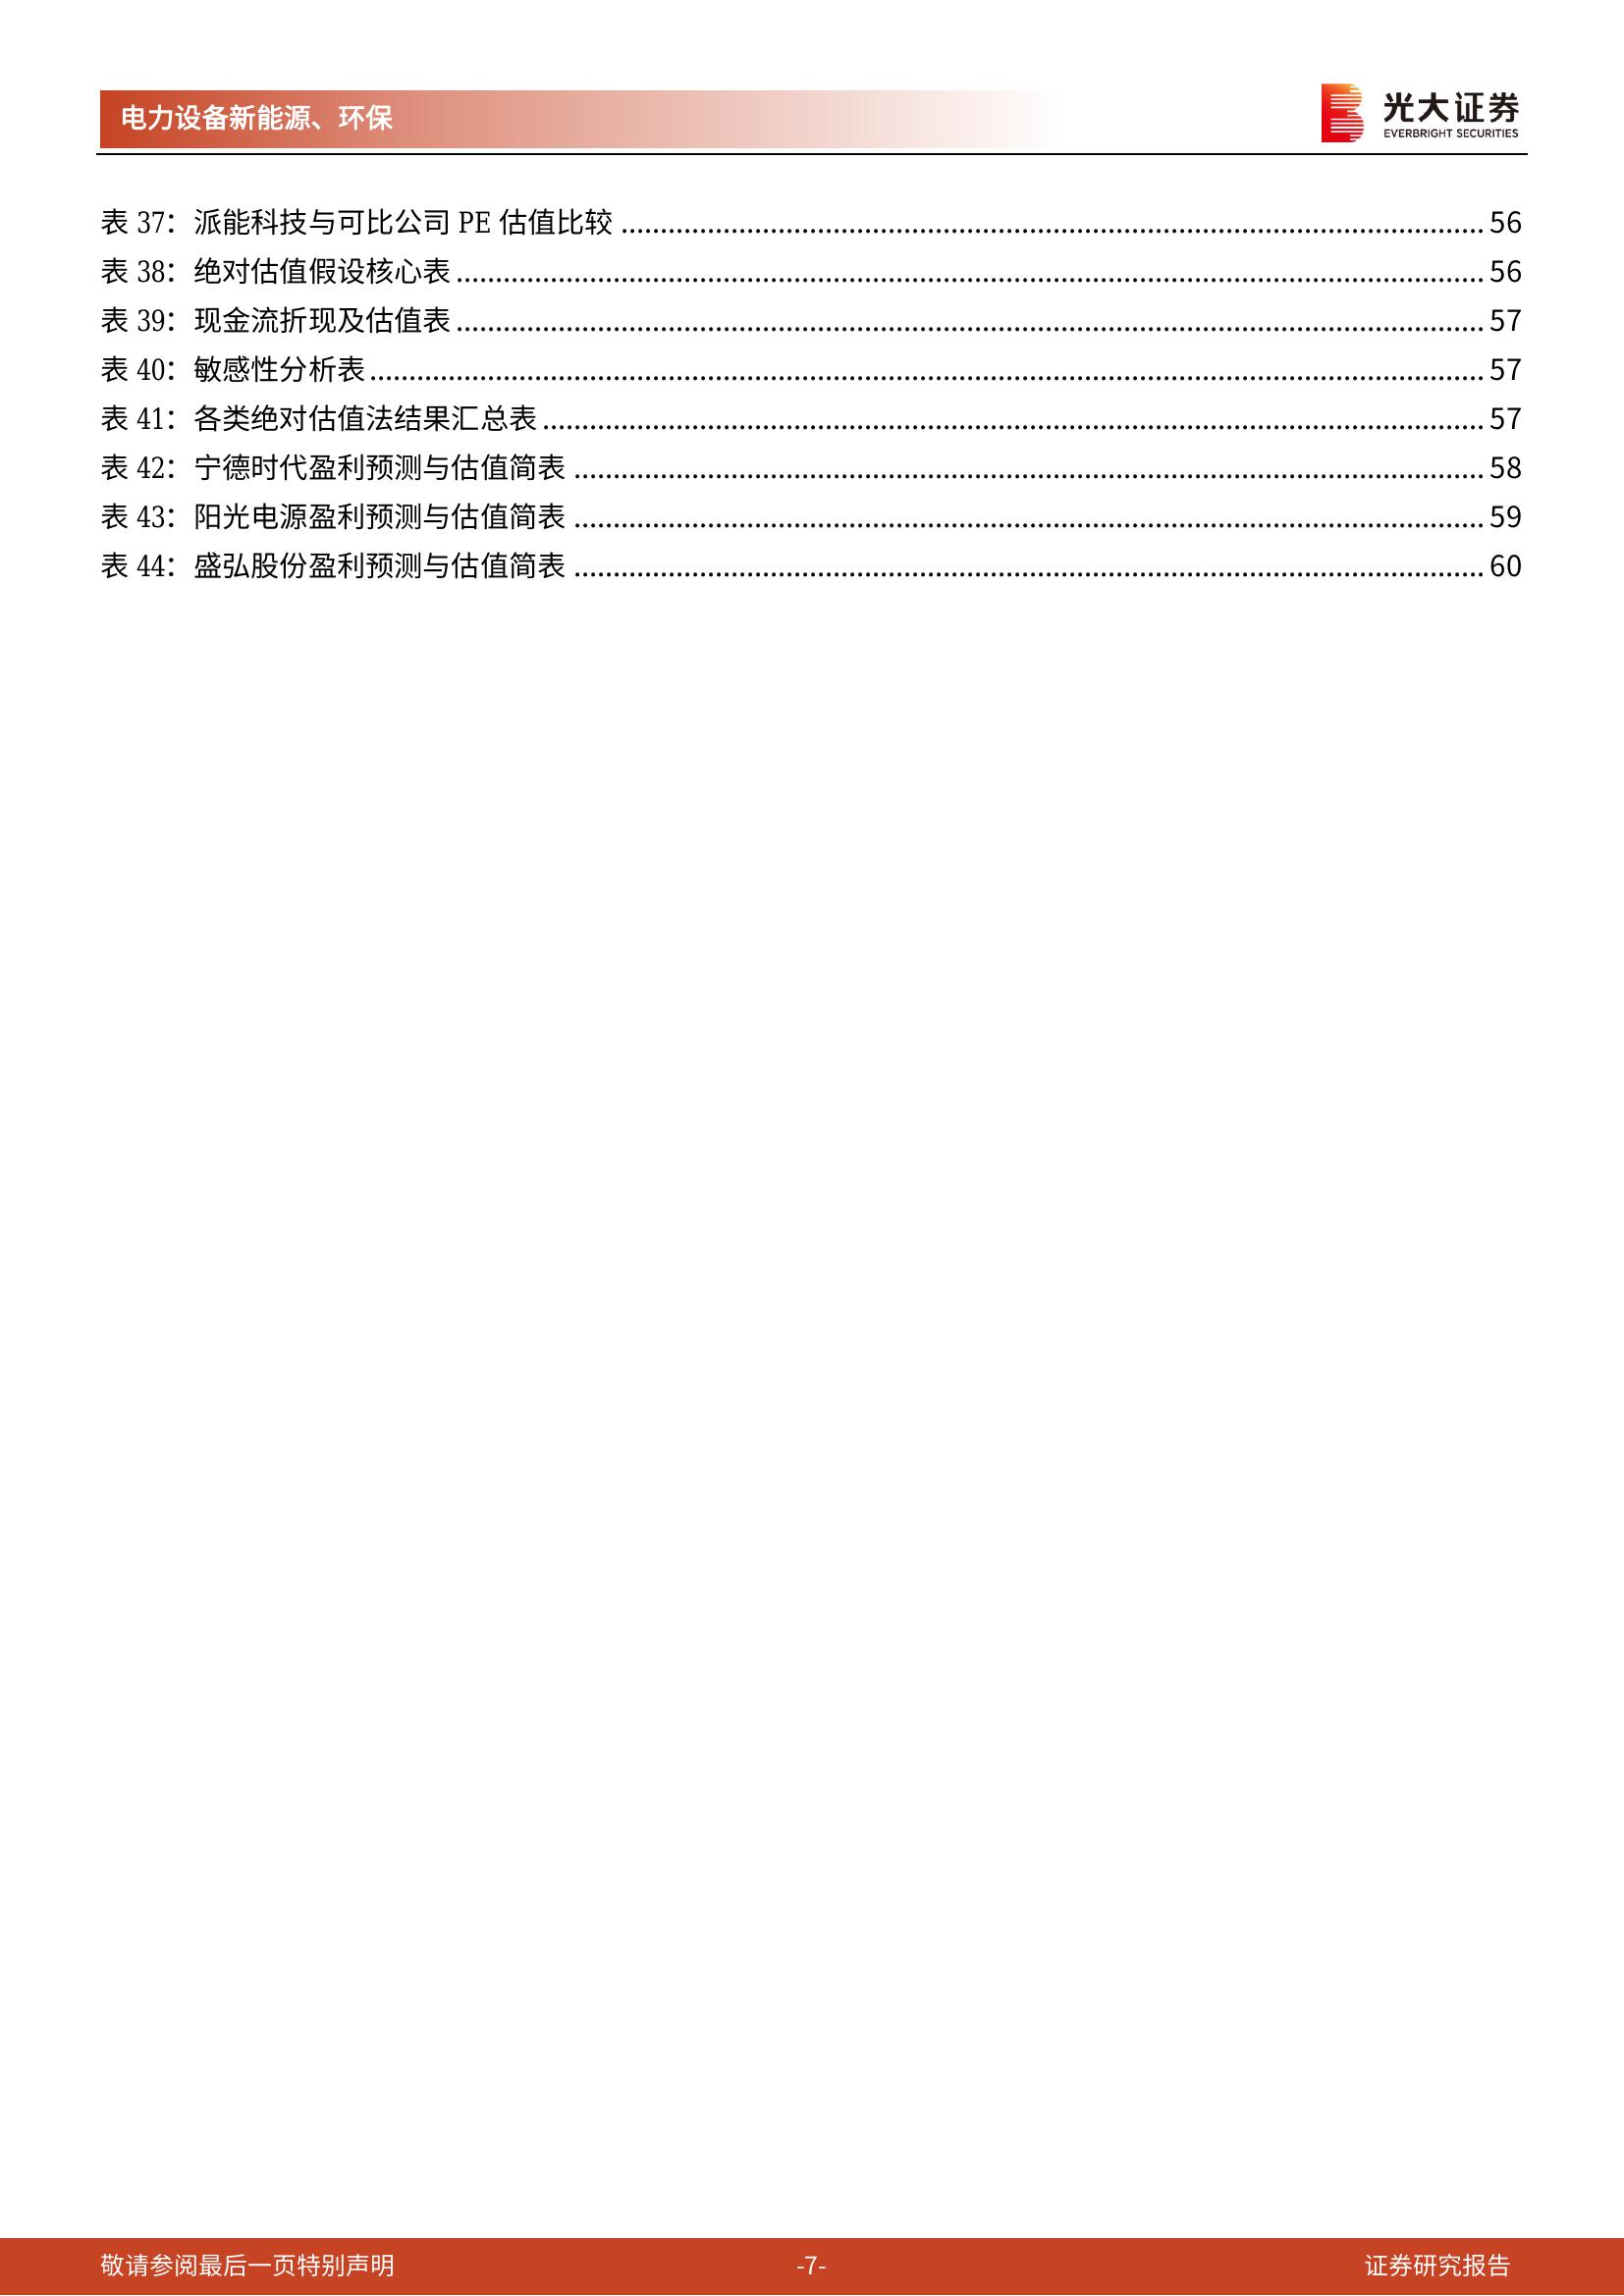 电力设备新能源、环保
光大证券
EVERBRIGHT SECURITIES
表 37：派能科技与可比公司 PE 估值比较 ........................ 56
表 38：绝对估值假设核心表 ........................ 56
表 39：现金流折现及估值表 ........................ 57
表 40：敏感性分析表 ........................ 57
表 41：各类绝对估值法结果汇总表 ........................ 57
表 42：宁德时代盈利预测与估值简表 ........................ 58
表 43：阳光电源盈利预测与估值简表 ........................ 59
表 44：盛弘股份盈利预测与估值简表 ........................ 60
敬请参阅最后一页特别声明
-7-
证券研究报告